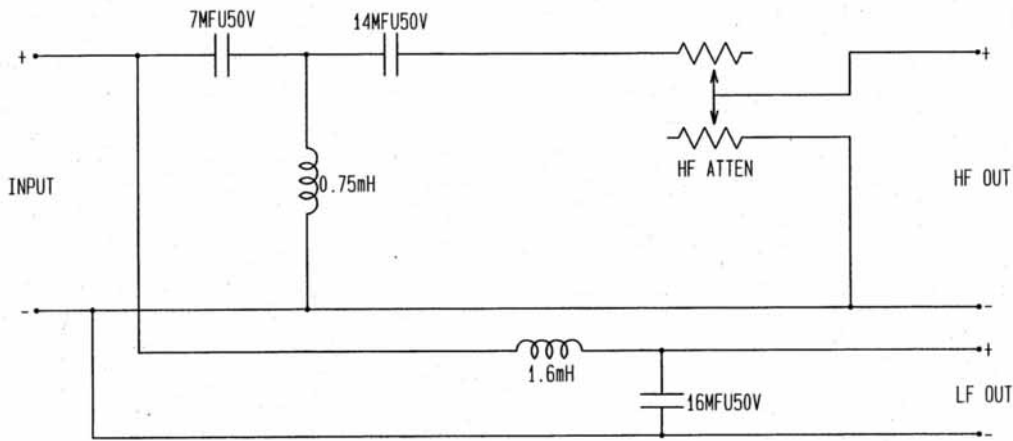 7MFU50V
14MFU50V
+
+
INPUT
0.75mH
HF ATTEN
HF OUT
-
-
+
1.6mH
16MFU50V
LF OUT
-